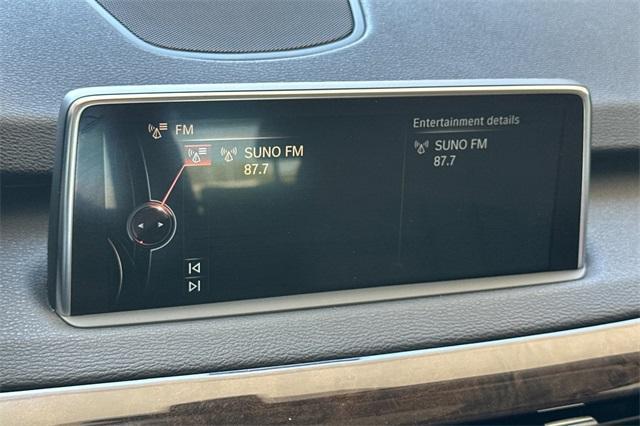 FM
SUNO FM
87.7
Entertainment details
SUNO FM
87.7